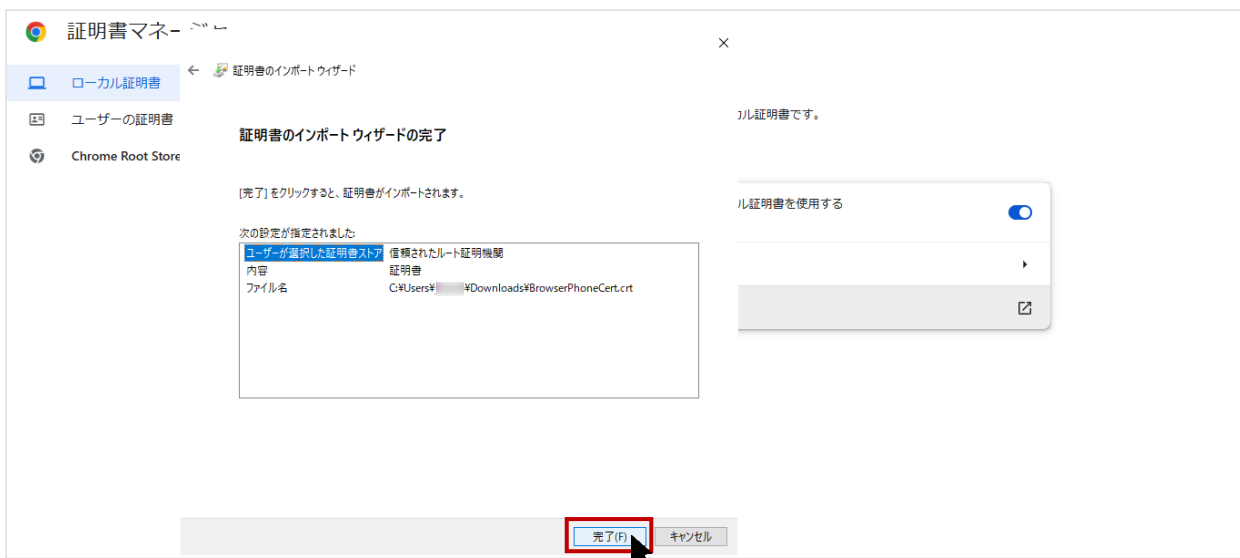 証明書マネージャー
ローカル証明書
ユーザーの証明書
Chrome Root Store
証明書のインポート ウィザード
証明書のインポート ウィザードの完了
[完了] をクリックすると、証明書がインポートされます。
次の設定が指定されました:
ユーザーが選択した証明書ストア 信頼されたルート証明機関
内容 証明書
ファイル名 C:¥Users¥ ¥Downloads¥BrowserPhoneCert.crt
カル証明書です。
ル証明書を使用する
完了(F)
キャンセル